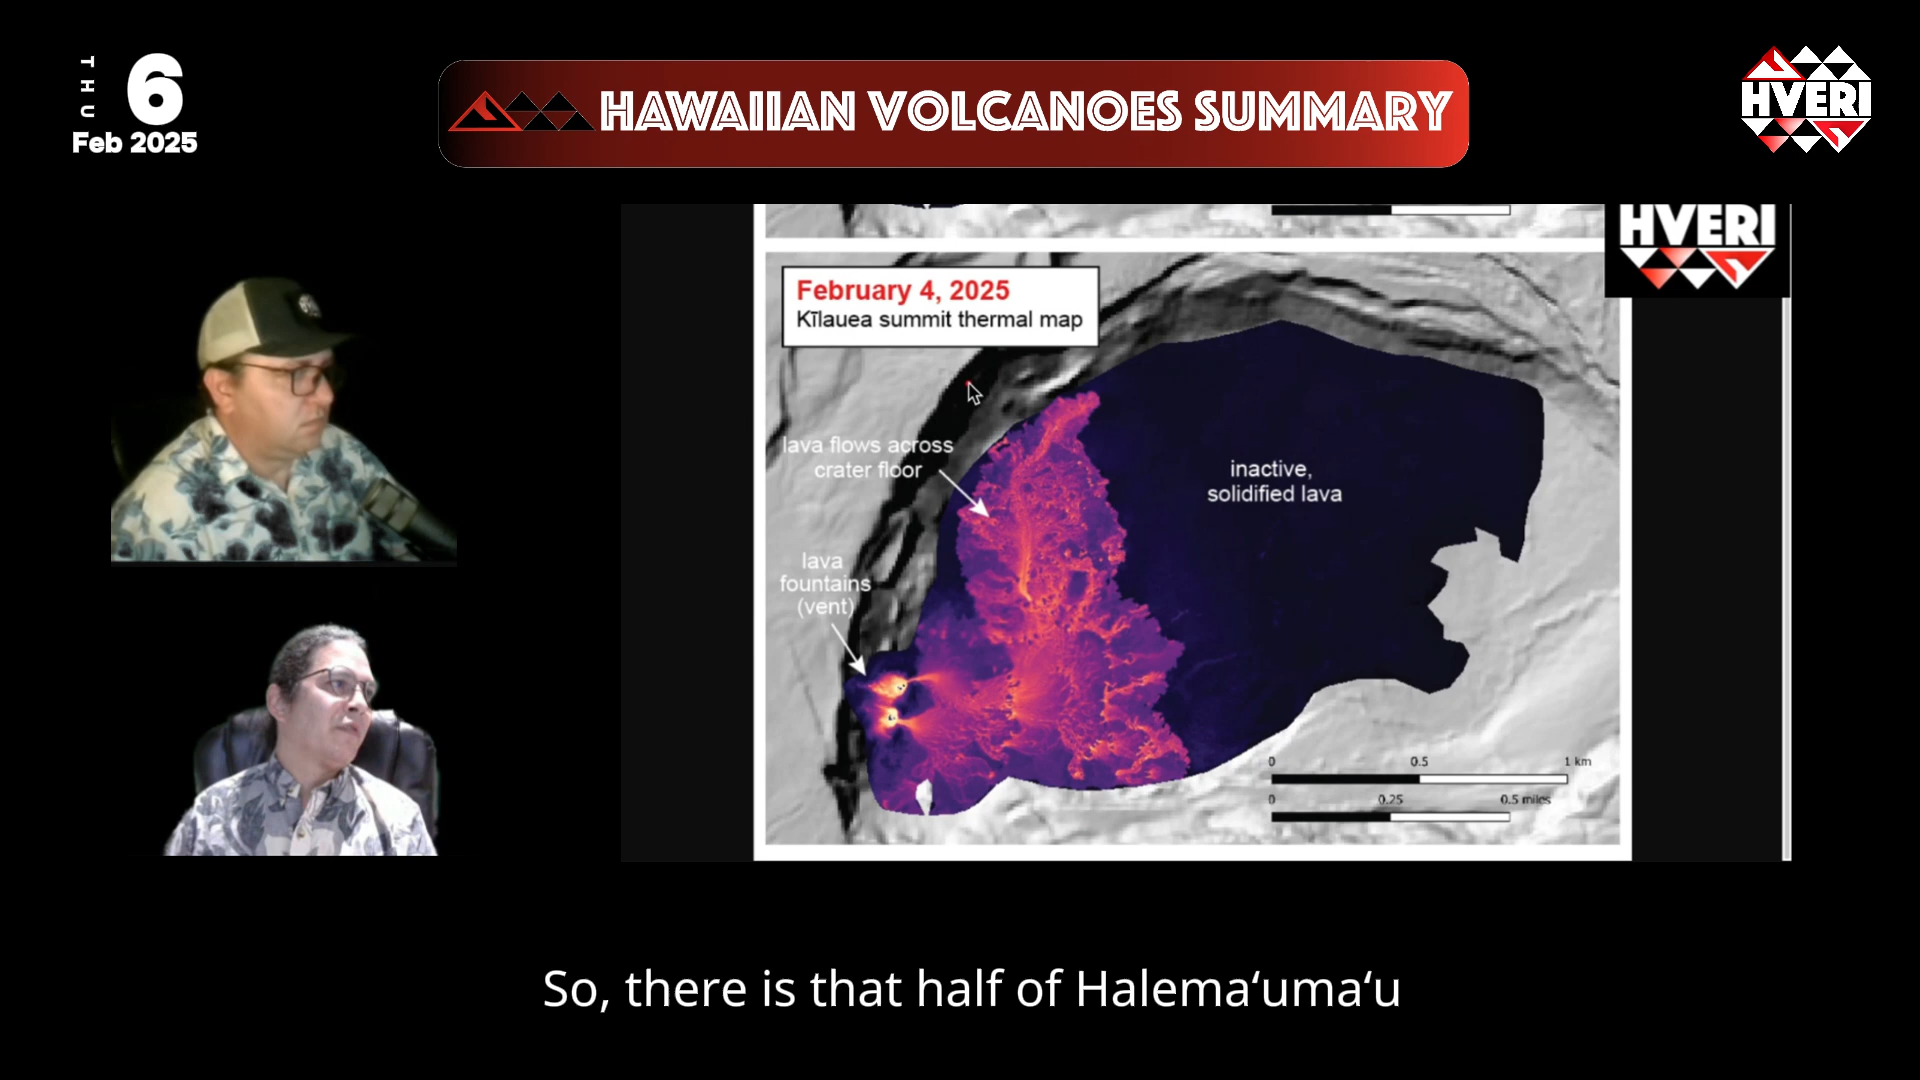 THU
6
Feb 2025
HAWAIIAN VOLCANOES SUMMARY
HVERI
HVERI
February 4, 2025
Kīlauea summit thermal map
lava flows across
crater floor
inactive,
solidified lava
lava
fountains
(vent)
0 0.5 1 km
0 0.25 0.5 miles
So, there is that half of Halemaʻumaʻu